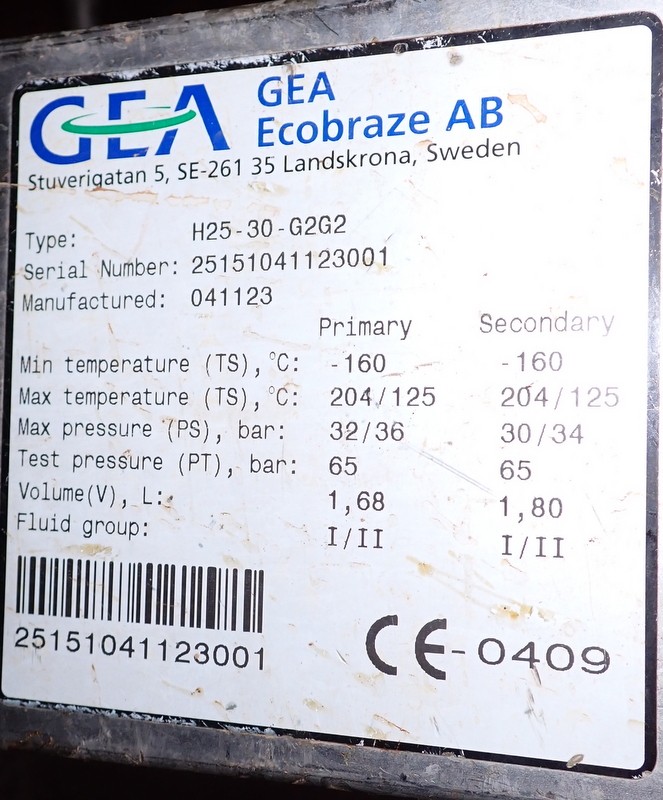 GEA
GEA
Ecobraze AB
Stuverigatan 5, SE-261 35 Landskrona, Sweden
Type: H25-30-G2G2
Serial Number: 25151041123001
Manufactured: 041123
Primary Secondary
Min temperature (TS),°C: -160 -160
Max temperature (TS),°C: 204/125 204/125
Max pressure (PS), bar: 32/36 30/34
Test pressure (PT), bar: 65 65
Volume(V), L: 1,68 1,80
Fluid group: I/II I/II
25151041123001
CE-0409